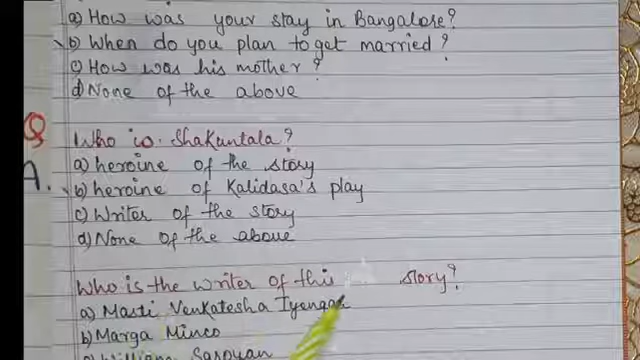 a) How was your stay in Bangalore?
b) When do you plan to get married?
c) How was his mother?
d) None of the above
Q Who is Shakuntala?
a) heroine of the story
A. b) heroine of Kalidasa's play
c) Writer of the story
d) None of the above
Who is the writer of this story?
a) Masti Venkatesha Iyengar
b) Marga Minco
c) William Saroyan